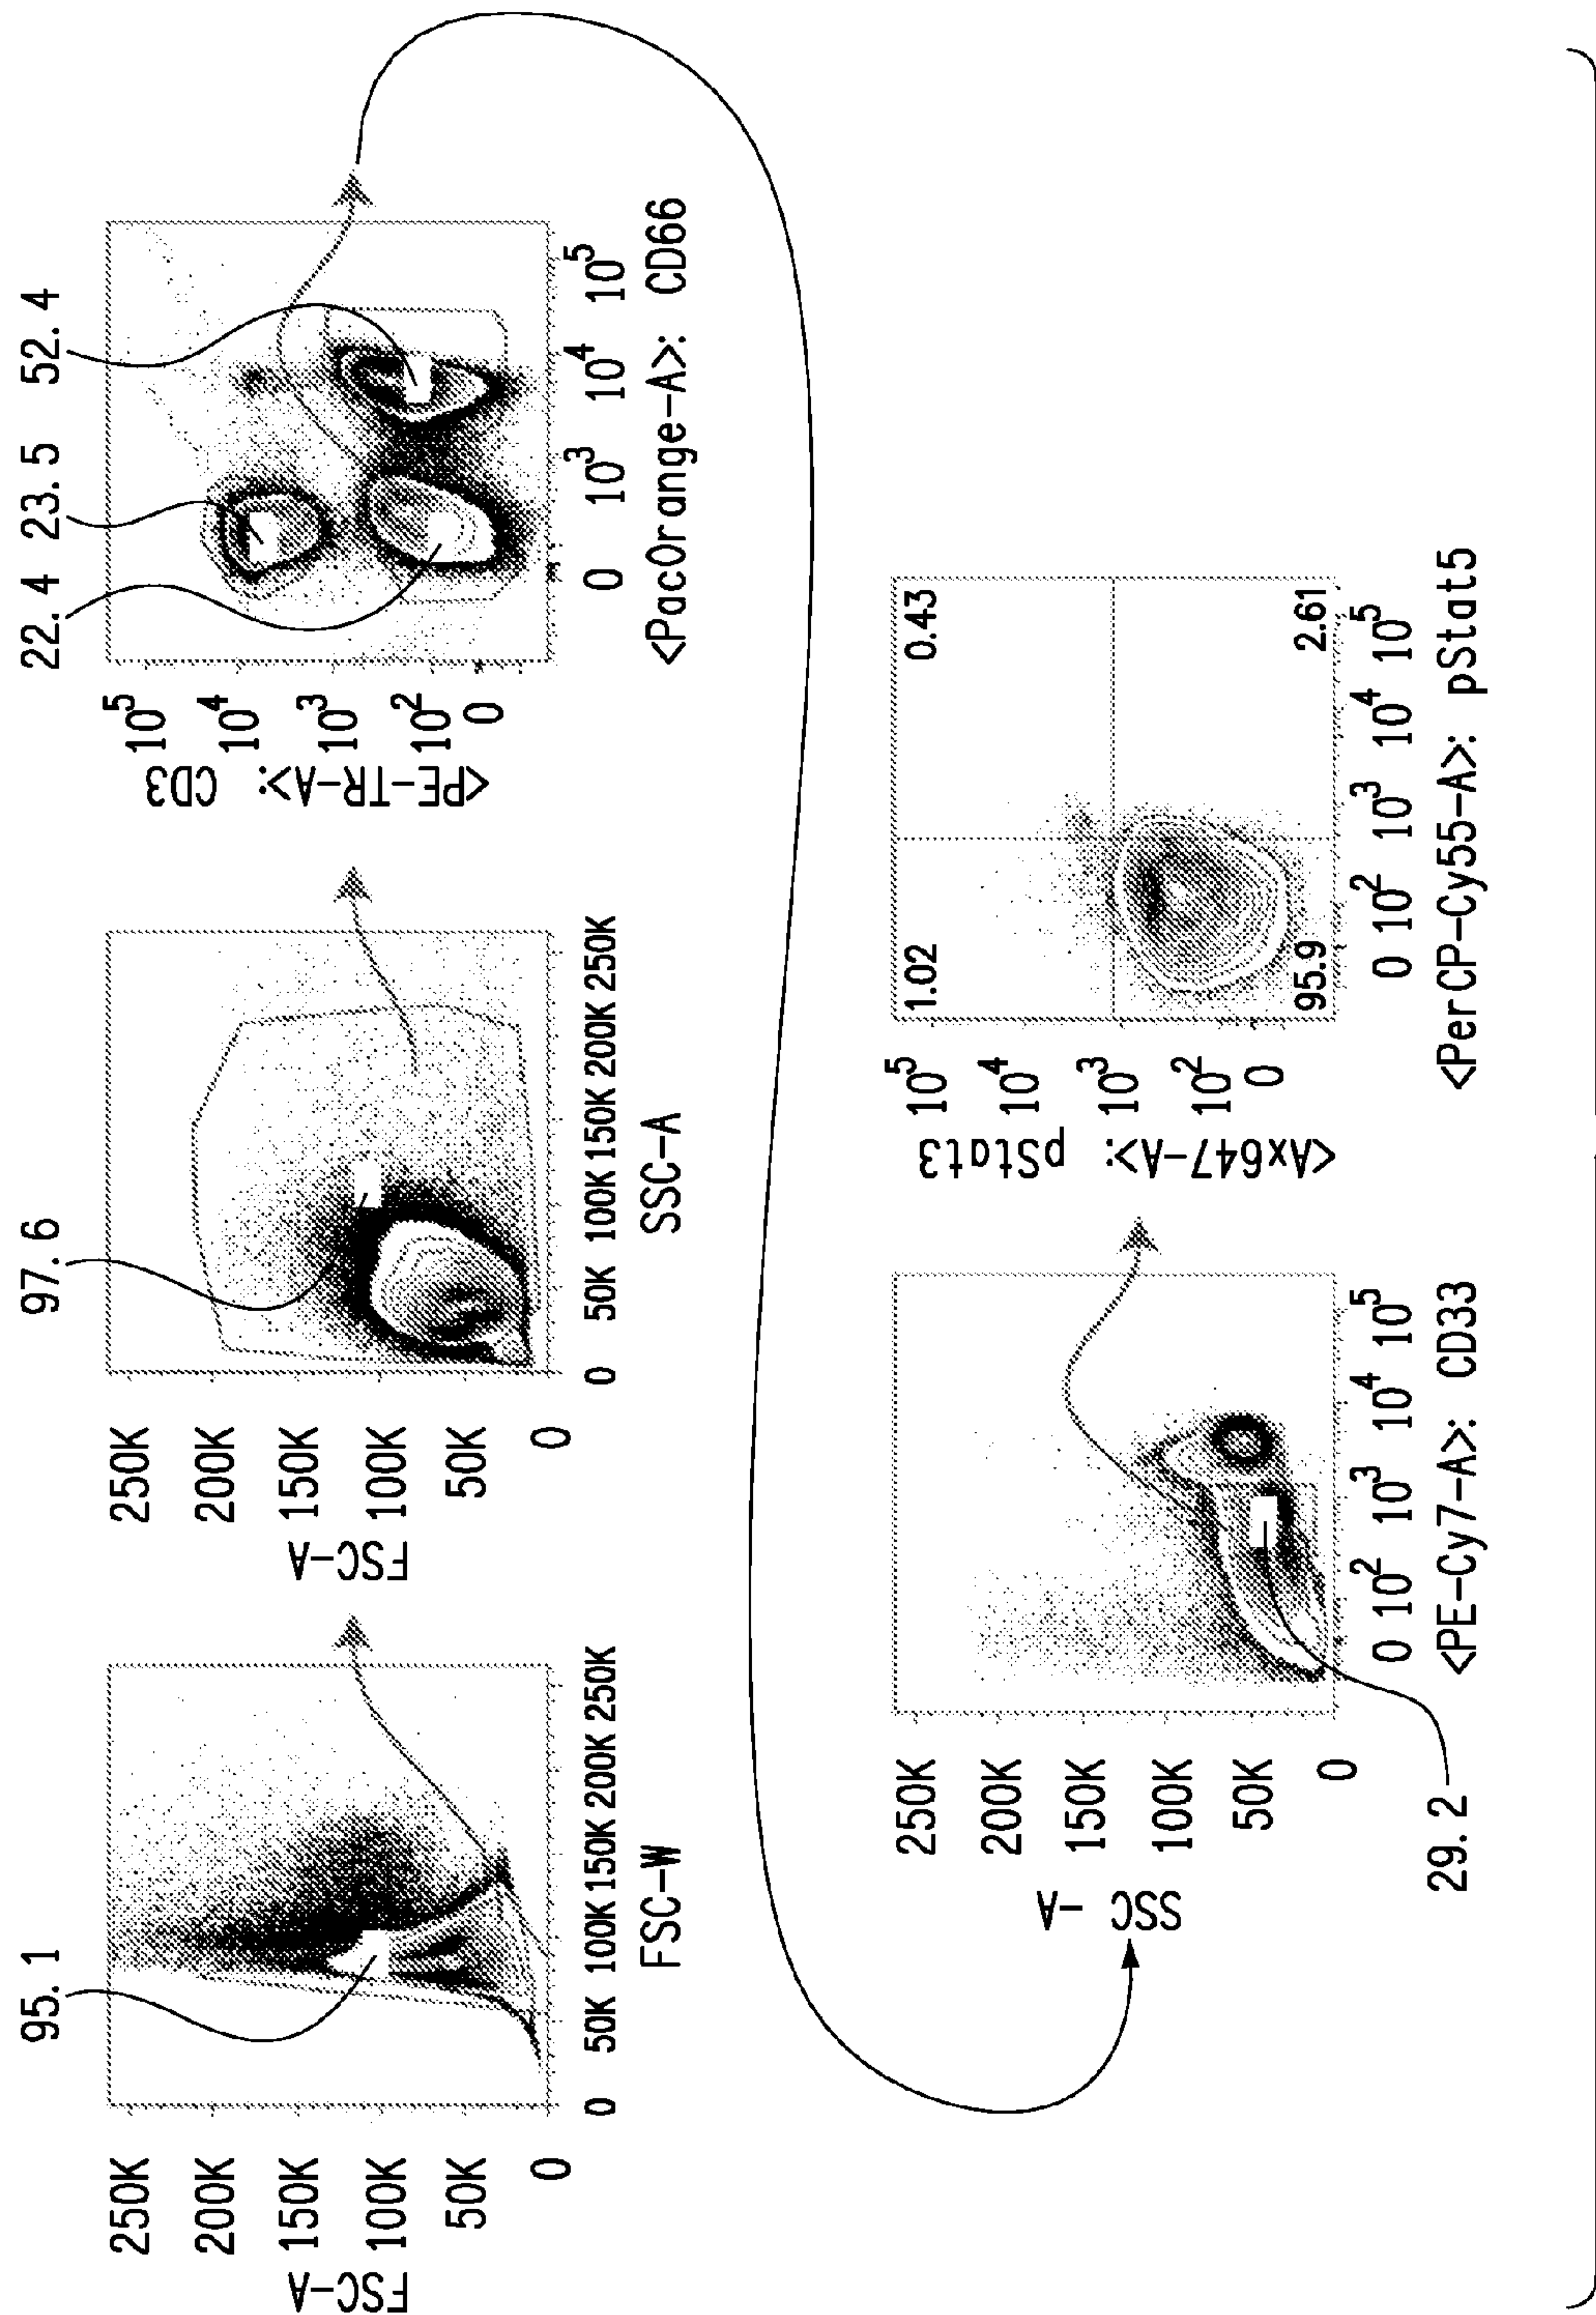 95.1
FSC-A
250K
200K
150K
100K
50K
0
0 50K 100K 150K 200K 250K
FSC-W
97.6
FSC-A
250K
200K
150K
100K
50K
0
0 50K 100K 150K 200K 250K
SSC-A
22.4 23.5 52.4
<PE-TR-A>: CD3
10^5
10^4
10^3
10^2
0
0 10^3 10^4 10^5
<PacOrange-A>: CD66
SSC -A
250K
200K
150K
100K
50K
0
0 10^2 10^3 10^4 10^5
<PE-Cy7-A>: CD33
29.2
<Ax647-A>: pStat3
10^5
10^4
10^3
10^2
0
1.02 0.43
95.9 2.61
0 10^2 10^3 10^4 10^5
<PerCP-Cy55-A>: pStat5